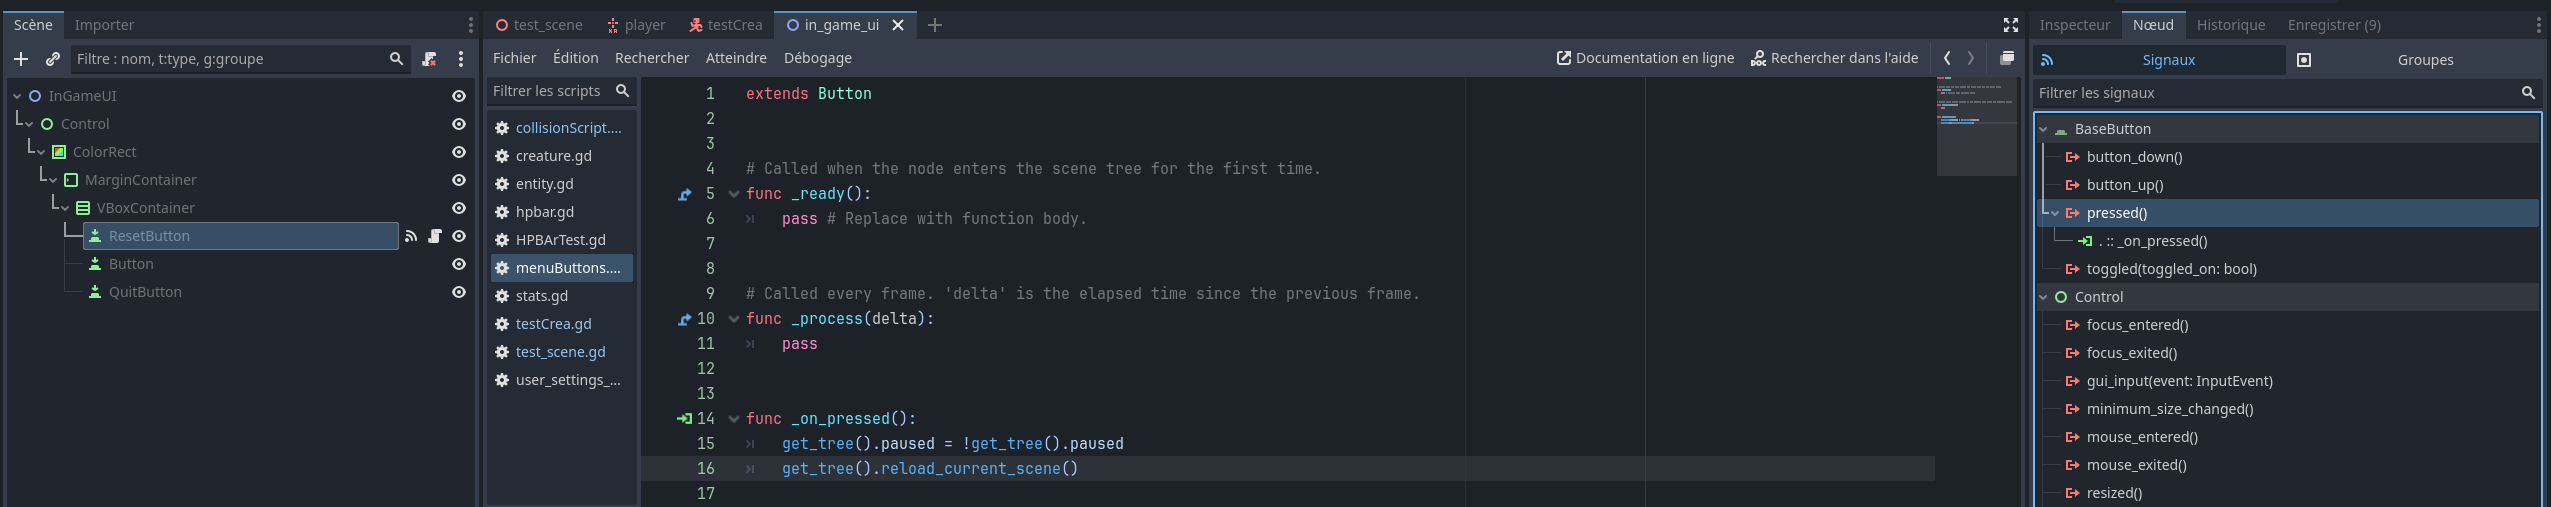 Scène
Importer
Filtre : nom, t:type, g:groupe
InGameUI
Control
ColorRect
MarginContainer
VBoxContainer
ResetButton
Button
QuitButton
test_scene
player
testCrea
in_game_ui
Fichier
Édition
Rechercher
Atteindre
Débogage
Documentation en ligne
Rechercher dans l'aide
Filtrer les scripts
collisionScript....
creature.gd
entity.gd
hpbar.gd
HPBArTest.gd
menuButtons....
stats.gd
testCrea.gd
test_scene.gd
user_settings_...
1 extends Button
2
3
4 # Called when the node enters the scene tree for the first time.
5 func _ready():
6 pass # Replace with function body.
7
8
9 # Called every frame. 'delta' is the elapsed time since the previous frame.
10 func _process(delta):
11 pass
12
13
14 func _on_pressed():
15 get_tree().paused = !get_tree().paused
16 get_tree().reload_current_scene()
17
Inspecteur
Nœud
Historique
Enregistrer (9)
Signaux
Groupes
Filtrer les signaux
BaseButton
button_down()
button_up()
pressed()
. :: _on_pressed()
toggled(toggled_on: bool)
Control
focus_entered()
focus_exited()
gui_input(event: InputEvent)
minimum_size_changed()
mouse_entered()
mouse_exited()
resized()